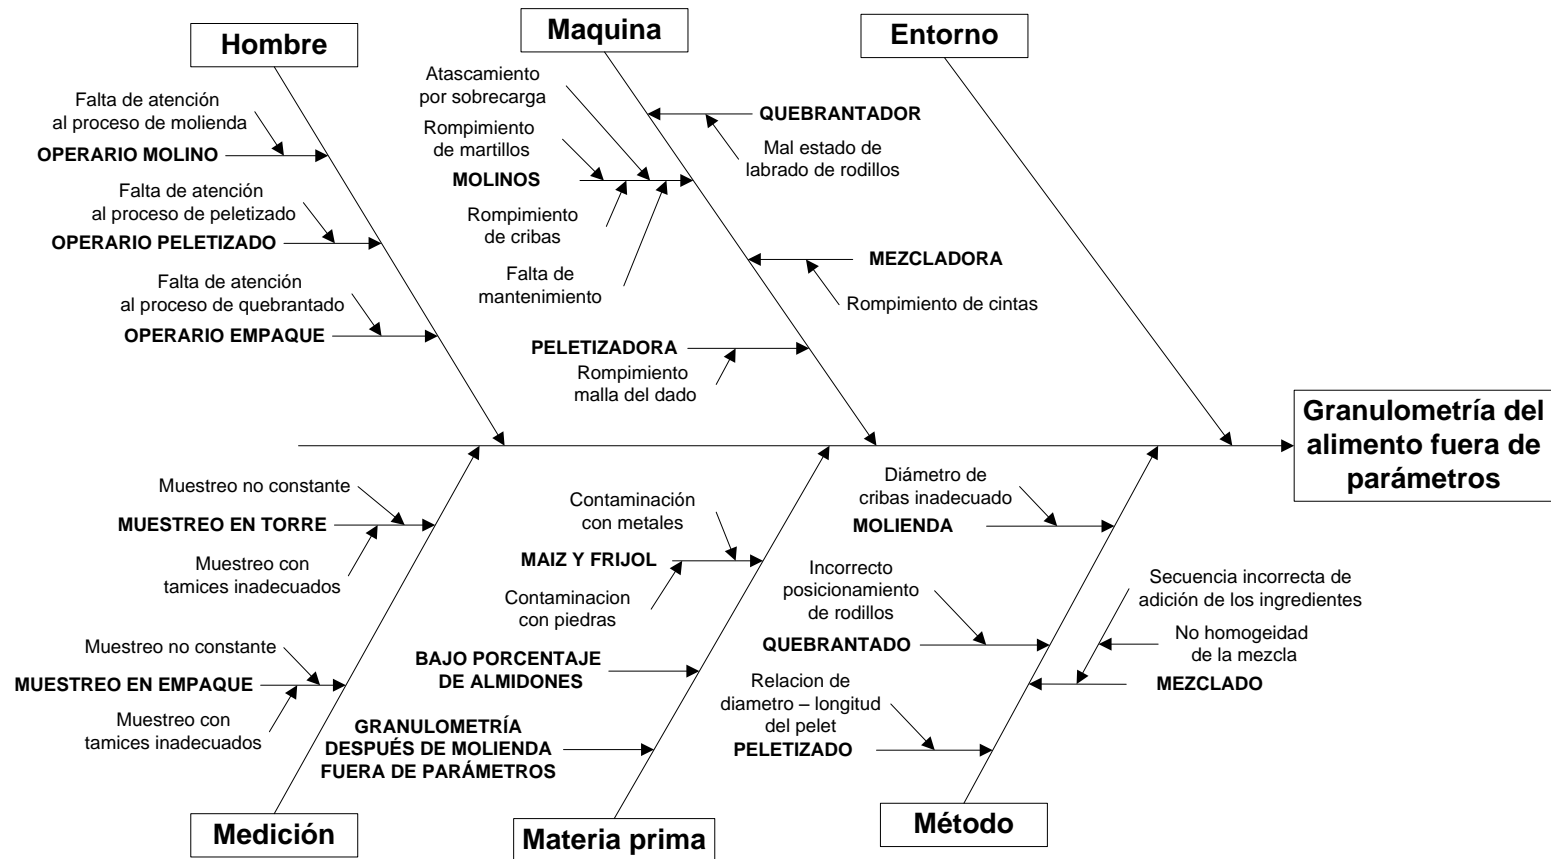 Hombre
Maquina
Entorno
Falta de atención
al proceso de molienda
OPERARIO MOLINO
Falta de atención
al proceso de peletizado
OPERARIO PELETIZADO
Falta de atención
al proceso de quebrantado
OPERARIO EMPAQUE
Atascamiento
por sobrecarga
Rompimiento
de martillos
MOLINOS
Rompimiento
de cribas
Falta de
mantenimiento
PELETIZADORA
Rompimiento
malla del dado
QUEBRANTADOR
Mal estado de
labrado de rodillos
MEZCLADORA
Rompimiento de cintas
Granulometría del
alimento fuera de
parámetros
Muestreo no constante
MUESTREO EN TORRE
Muestreo con
tamices inadecuados
Muestreo no constante
MUESTREO EN EMPAQUE
Muestreo con
tamices inadecuados
Contaminación
con metales
MAIZ Y FRIJOL
Contaminacion
con piedras
BAJO PORCENTAJE
DE ALMIDONES
GRANULOMETRÍA
DESPUÉS DE MOLIENDA
FUERA DE PARÁMETROS
Diámetro de
cribas inadecuado
MOLIENDA
Incorrecto
posicionamiento
de rodillos
QUEBRANTADO
Relacion de
diametro – longitud
del pelet
PELETIZADO
Secuencia incorrecta de
adición de los ingredientes
No homogeidad
de la mezcla
MEZCLADO
Medición
Materia prima
Método